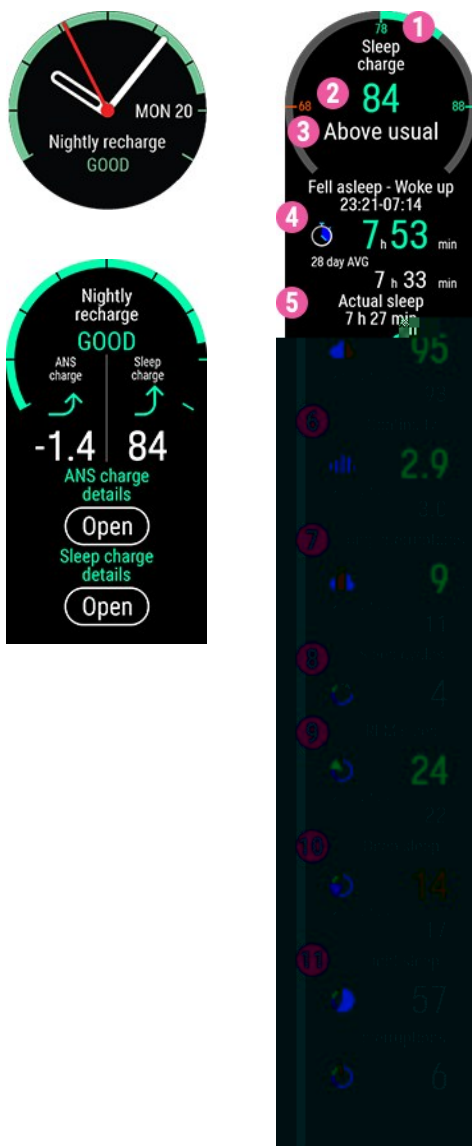 MON 20
Nightly recharge
GOOD
Nightly
recharge
GOOD
ANS
charge
Sleep
charge
-1.4
84
ANS charge
details
Open
Sleep charge
details
Open
1
78
Sleep
charge
2
84
68
88
3
Above usual
Fell asleep - Woke up
23:21-07:14
4
7 h 53 min
28 day AVG
7 h 33 min
5
Actual sleep
7 h 27 min
95
6
2.9
7
9
11
8
4
9
24
10
14
17
11
57
6